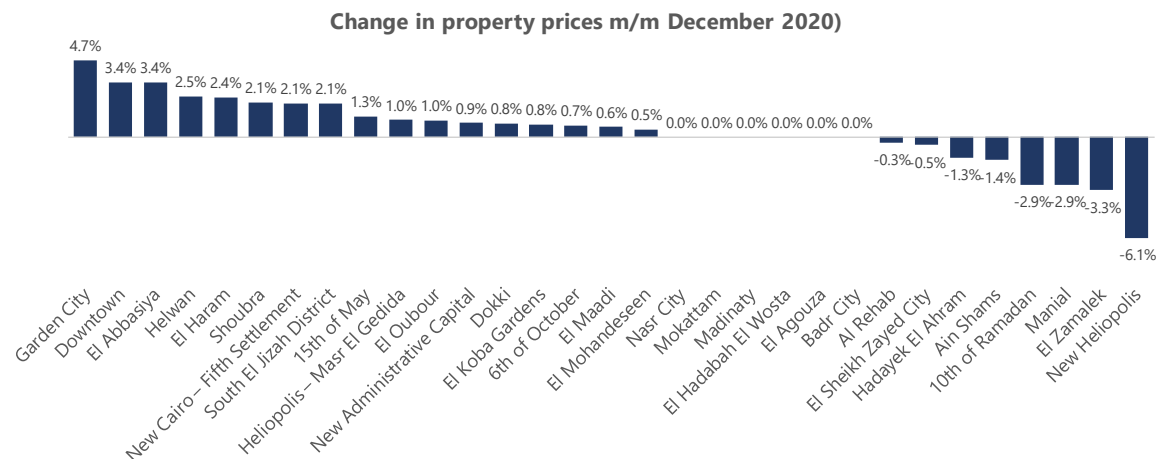 Change in property prices m/m December 2020)
4.7%
3.4%
3.4%
2.5%
2.4%
2.1%
2.1%
2.1%
1.3%
1.0%
1.0%
0.9%
0.8%
0.8%
0.7%
0.6%
0.5%
0.0%
0.0%
0.0%
0.0%
0.0%
0.0%
-0.3%
-0.5%
-1.3%
-1.4%
-2.9%
-2.9%
-3.3%
-6.1%
Garden City
Downtown
El Abbasiya
Helwan
El Haram
Shoubra
New Cairo – Fifth Settlement
South El Jizah District
15th of May
Heliopolis – Masr El Gedida
El Oubour
New Administrative Capital
Dokki
El Koba Gardens
6th of October
El Maadi
El Mohandeseen
Nasr City
Mokattam
Madinaty
El Hadabah El Wosta
El Agouza
Badr City
Al Rehab
El Sheikh Zayed City
Hadayek El Ahram
Ain Shams
10th of Ramadan
Manial
El Zamalek
New Heliopolis